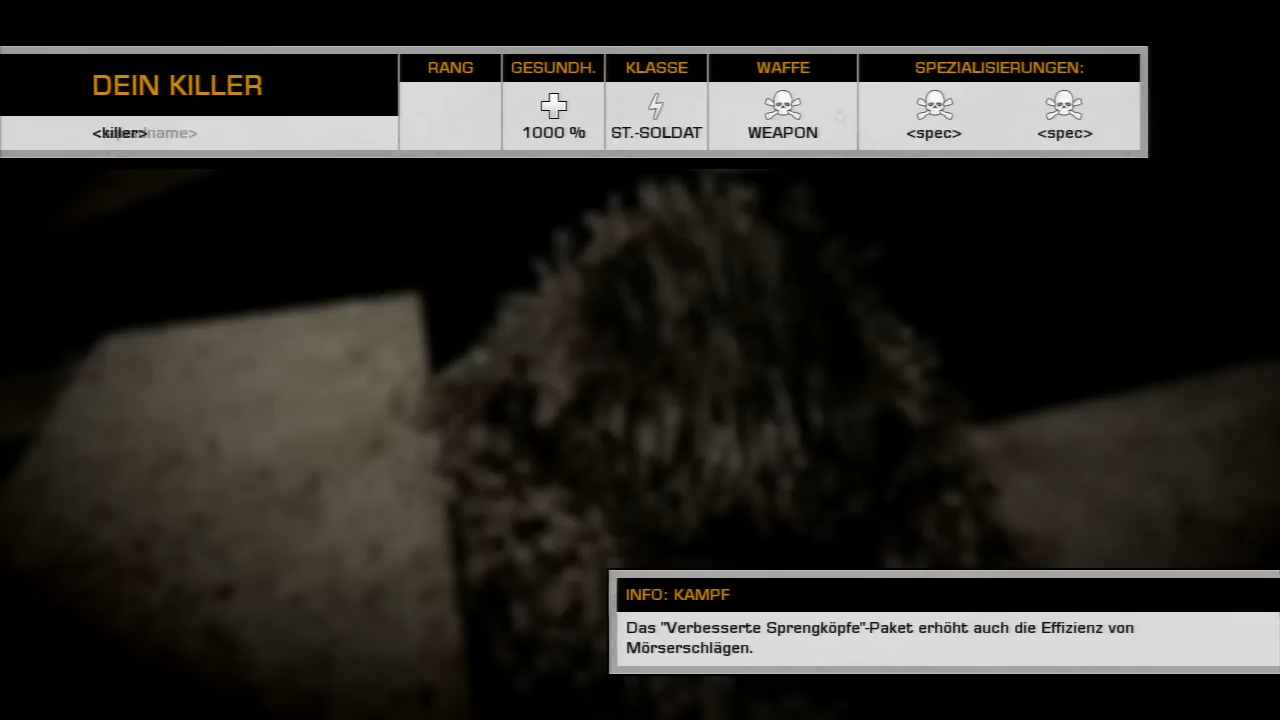 DEIN KILLER
RANG
GESUNDH.
KLASSE
WAFFE
SPEZIALISIERUNGEN:
<killer>
name>
1000 %
ST.-SOLDAT
WEAPON
<spec>
<spec>
INFO: KAMPF
Das "Verbesserte Sprengköpfe"-Paket erhöht auch die Effizienz von
Mörserschlägen.